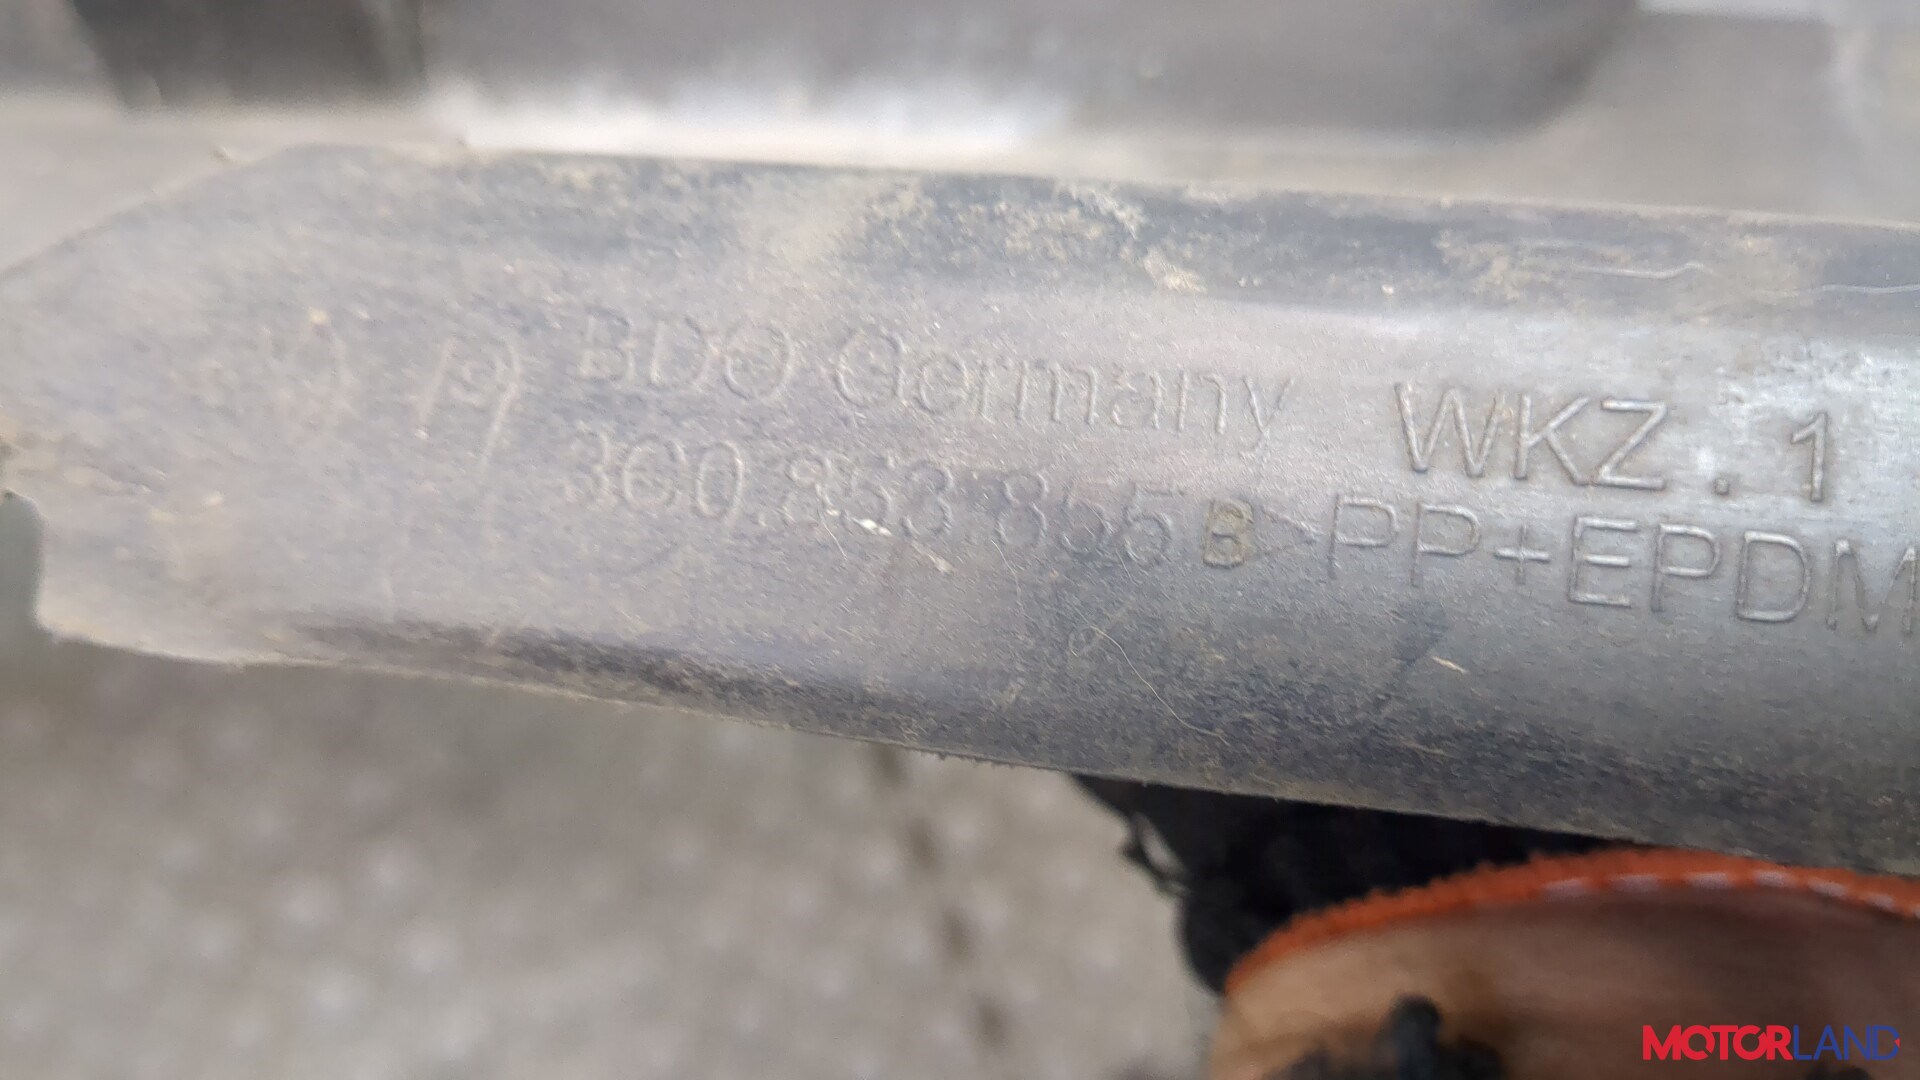 BDO Germany WKZ. 1
3C0.853.855 B >PP+EPDM
MOTORLAND